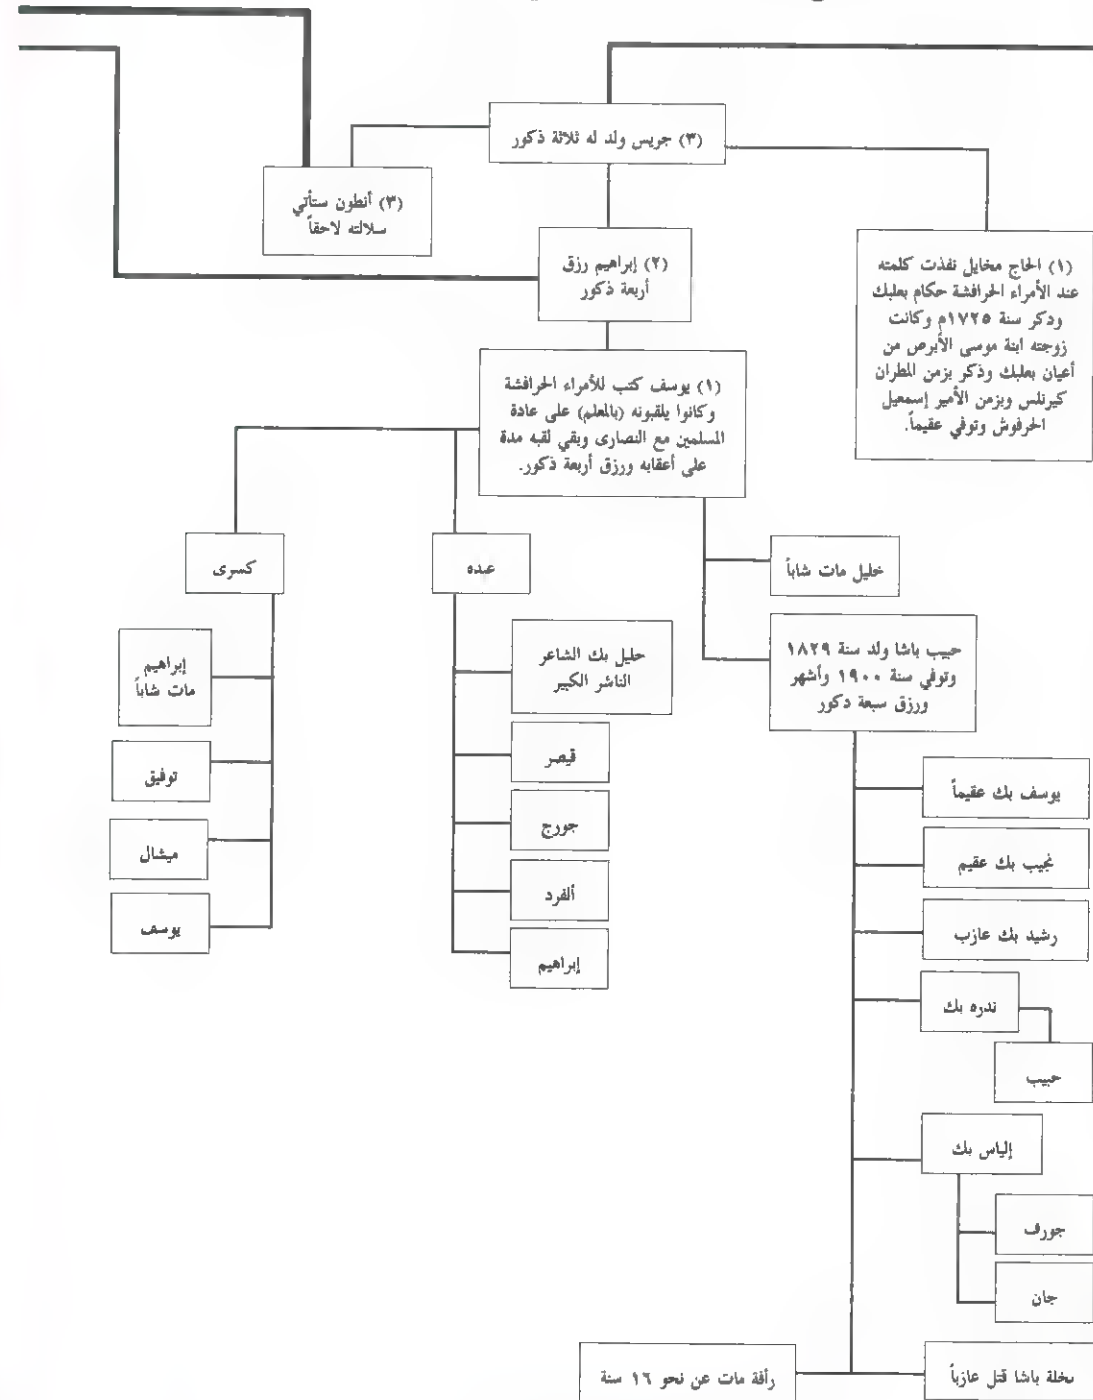 (٣) جريس ولد له ثلاثة ذكور
(٣) أنطون ستأتي
سلالته لاحقاً
(٢) إبراهيم رزق
أربعة ذكور
(١) الحاج مخايل نفذت كلمته
عند الأمراء الحرافشة حكام بعلبك
ودكر سنة ١٧٢٥م وكانت
زوجته ابنة موسى الأبرص من
أعيان بعلبك وذكر بزمن المطران
كيرنلس وبزمن الأمير إسمعيل
الحرفوش وتوفي عقيماً.
(١) يوسف كتب للأمراء الحرافشة
وكانوا يلقبونه (بالمعلم) على عادة
المسلمين مع النصارى وبقي لقبه مدة
على أعقابه ورزق أربعة ذكور.
خليل مات شاباً
حبيب باشا ولد سنة ١٨٢٩
وتوفي سنة ١٩٠٠ وأشهر
ورزق سبعة دكور
يوسف بك عقيماً
نجيب بك عقيم
رشيد بك عازب
ندره بك
حبيب
إلياس بك
جورف
جان
نخلة باشا قتل عازباً
رأفة مات عن نحو ١٦ سنة
عبده
حليل بك الشاعر
الناشر الكبير
قيصر
جورج
ألفرد
إبراهيم
كسرى
إبراهيم
مات شاباً
توفيق
ميشال
يوسف